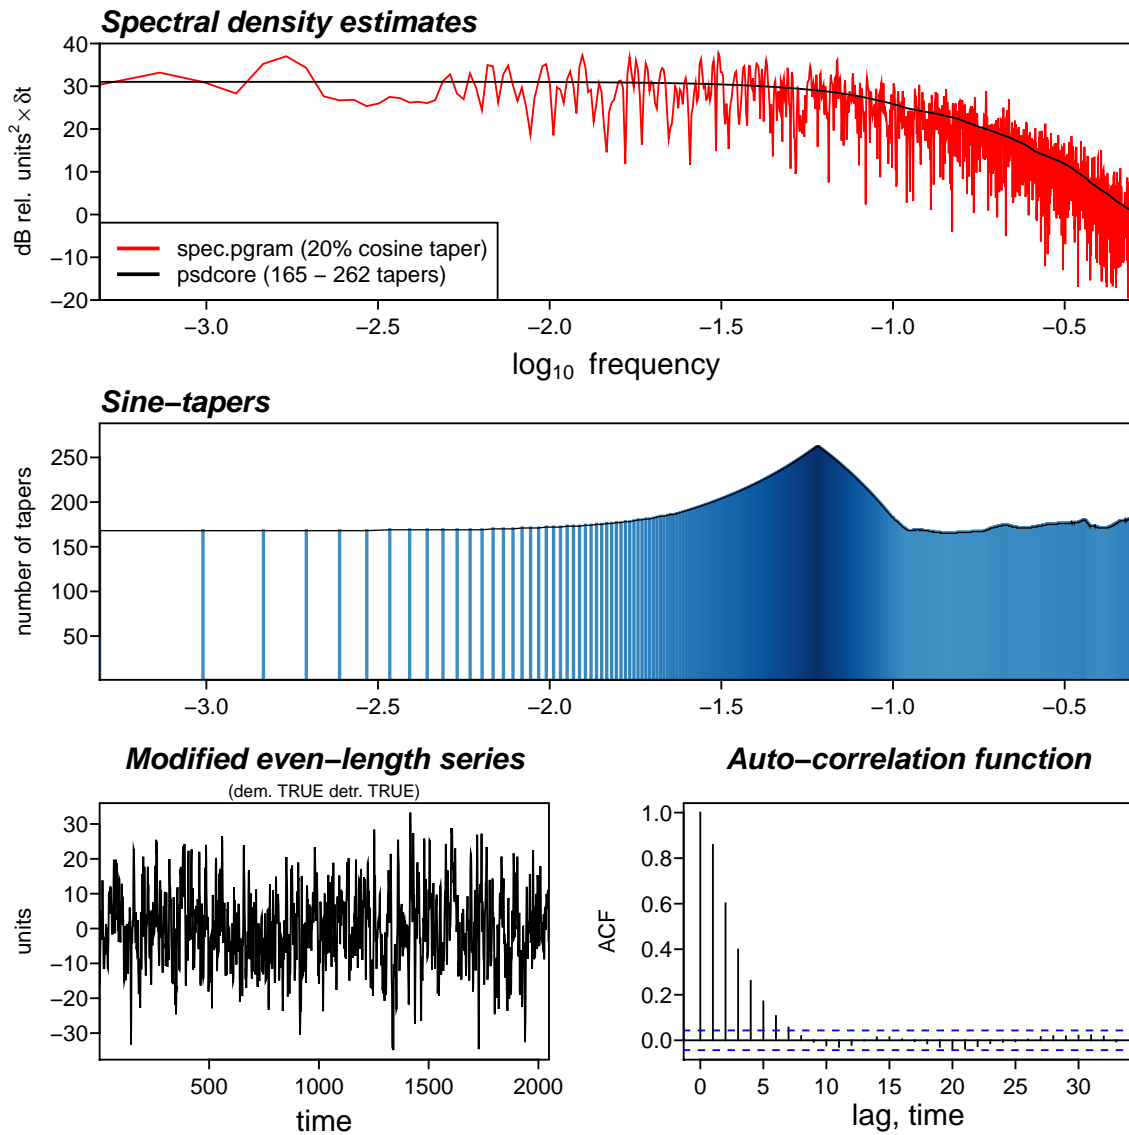 Spectral density estimates
dB rel. units² × δt
40
30
20
10
0
−10
−20
spec.pgram (20% cosine taper)
psdcore (165 − 262 tapers)
−3.0 −2.5 −2.0 −1.5 −1.0 −0.5
log₁₀ frequency
Sine−tapers
number of tapers
250
200
150
100
50
−3.0 −2.5 −2.0 −1.5 −1.0 −0.5
Modified even−length series
(dem. TRUE detr. TRUE)
units
30
20
10
0
−10
−20
−30
500 1000 1500 2000
time
Auto−correlation function
ACF
1.0
0.8
0.6
0.4
0.2
0.0
0 5 10 15 20 25 30
lag, time